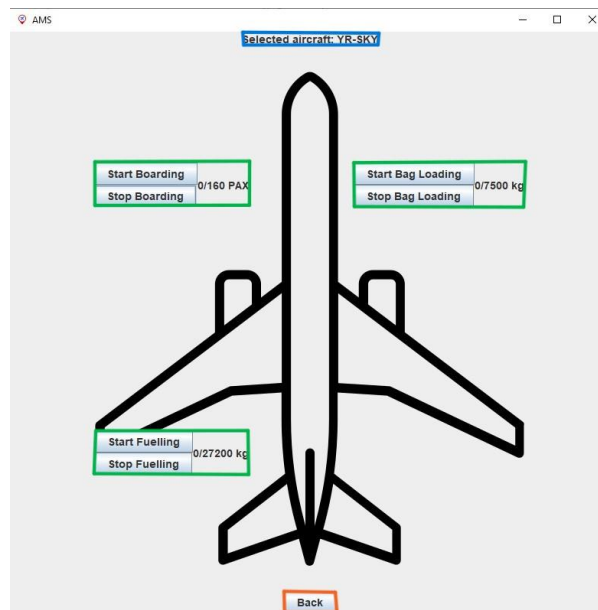 AMS
Selected aircraft: YR-SKY
Start Boarding
Stop Boarding
0/160 PAX
Start Bag Loading
Stop Bag Loading
0/7500 kg
Start Fuelling
Stop Fuelling
0/27200 kg
Back